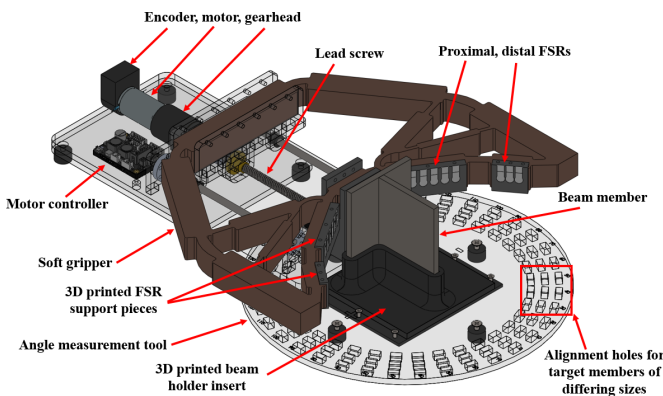 Encoder, motor, gearhead
Lead screw
Proximal, distal FSRs
Motor controller
Beam member
Soft gripper
3D printed FSR
support pieces
Angle measurement tool
3D printed beam
holder insert
Alignment holes for
target members of
differing sizes